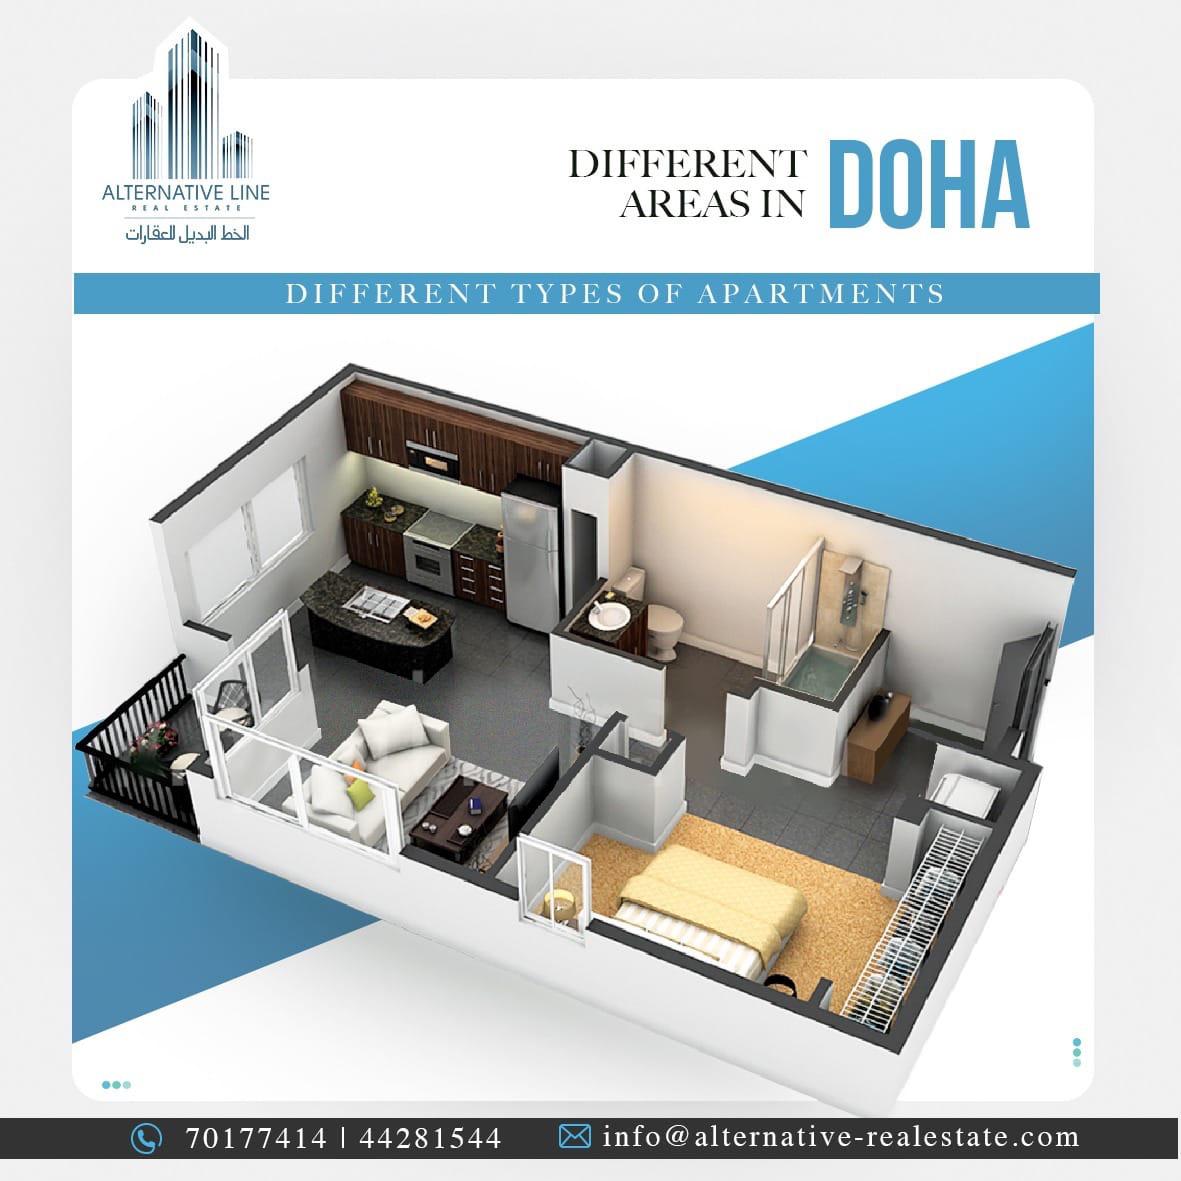 ALTERNATIVE LINE
REAL ESTATE
الخط البديل للعقارات
DIFFERENT
AREAS IN
DOHA
DIFFERENT TYPES OF APARTMENTS
70177414 | 44281544
info@alternative-realestate.com